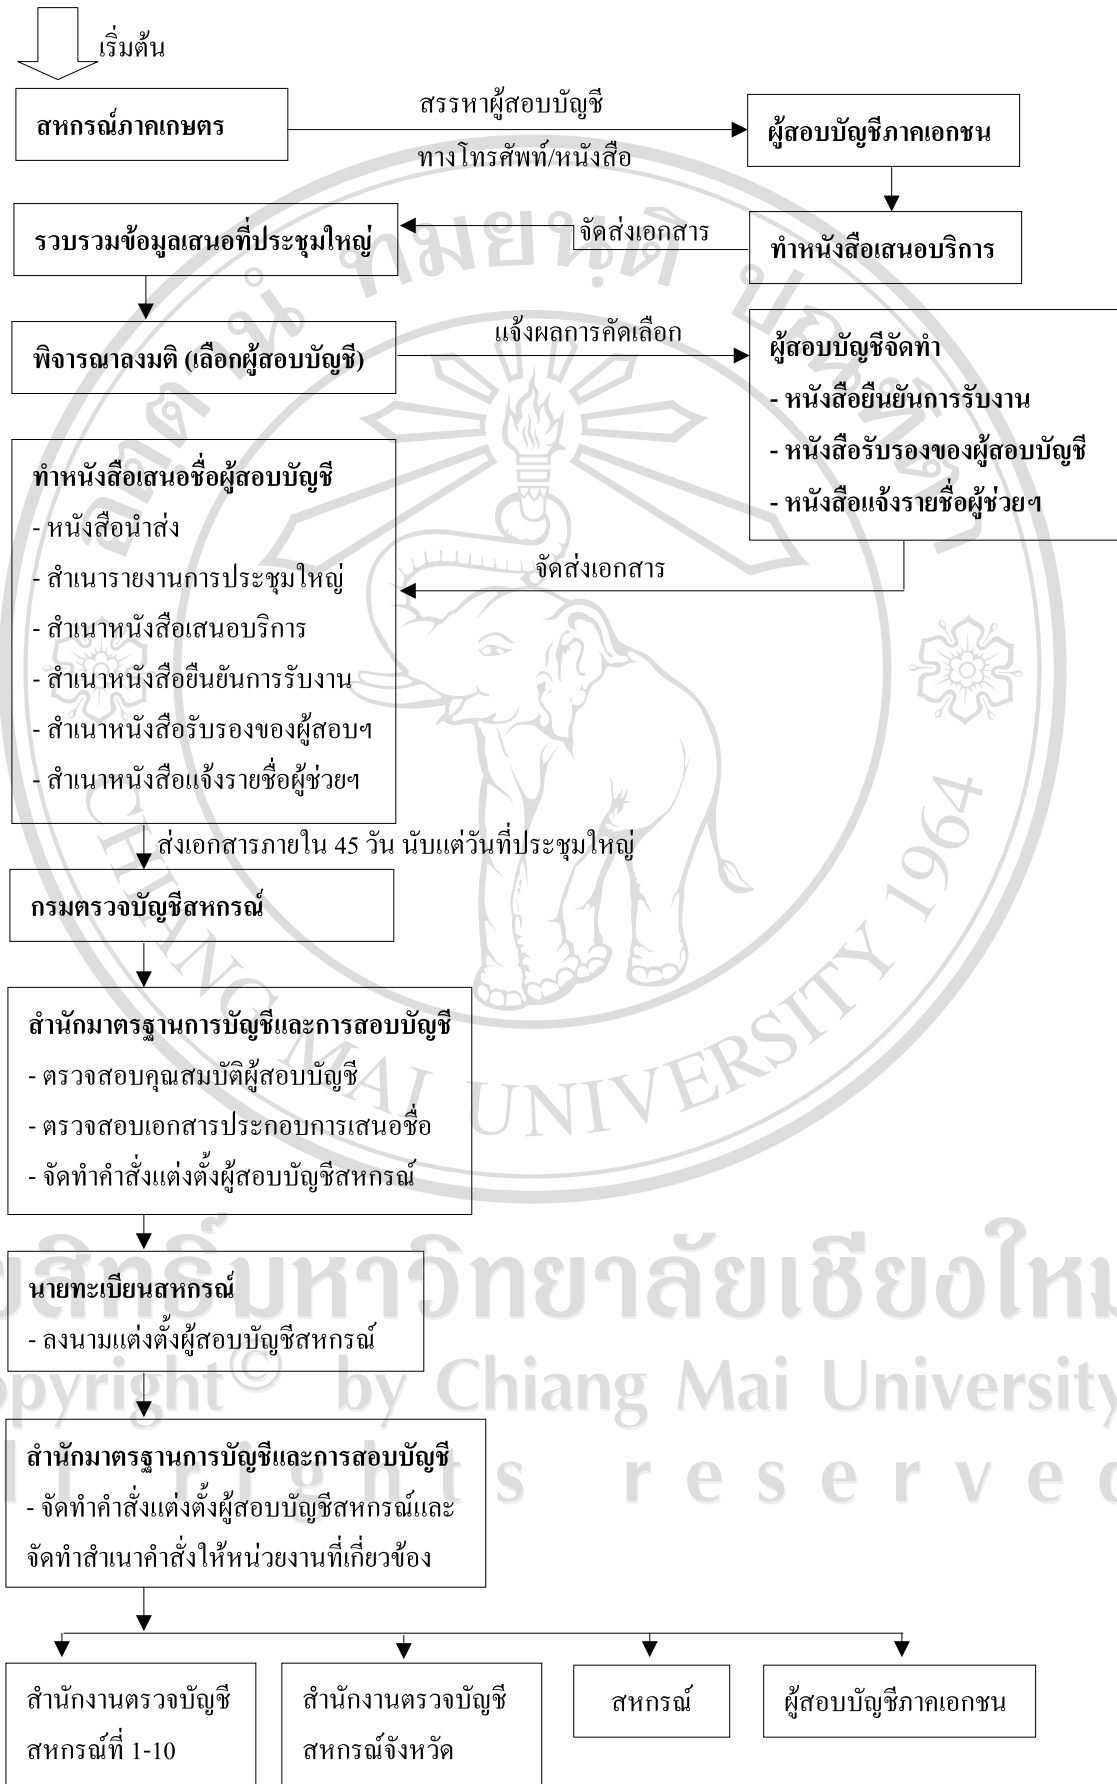 เริ่มต้น
สหกรณ์ภาคเกษตร
สรรหาผู้สอบบัญชี
ทางโทรศัพท์/หนังสือ
ผู้สอบบัญชีภาคเอกชน
ทำหนังสือเสนอบริการ
จัดส่งเอกสาร
รวบรวมข้อมูลเสนอที่ประชุมใหญ่
พิจารณาลงมติ (เลือกผู้สอบบัญชี)
แจ้งผลการคัดเลือก
ผู้สอบบัญชีจัดทำ
- หนังสือยืนยันการรับงาน
- หนังสือรับรองของผู้สอบบัญชี
- หนังสือแจ้งรายชื่อผู้ช่วยฯ
จัดส่งเอกสาร
ทำหนังสือเสนอชื่อผู้สอบบัญชี
- หนังสือนำส่ง
- สำเนารายงานการประชุมใหญ่
- สำเนาหนังสือเสนอบริการ
- สำเนาหนังสือยืนยันการรับงาน
- สำเนาหนังสือรับรองของผู้สอบฯ
- สำเนาหนังสือแจ้งรายชื่อผู้ช่วยฯ
ส่งเอกสารภายใน 45 วัน นับแต่วันที่ประชุมใหญ่
กรมตรวจบัญชีสหกรณ์
สำนักมาตรฐานการบัญชีและการสอบบัญชี
- ตรวจสอบคุณสมบัติผู้สอบบัญชี
- ตรวจสอบเอกสารประกอบการเสนอชื่อ
- จัดทำคำสั่งแต่งตั้งผู้สอบบัญชีสหกรณ์
นายทะเบียนสหกรณ์
- ลงนามแต่งตั้งผู้สอบบัญชีสหกรณ์
สำนักมาตรฐานการบัญชีและการสอบบัญชี
- จัดทำคำสั่งแต่งตั้งผู้สอบบัญชีสหกรณ์และ
จัดทำสำเนาคำสั่งให้หน่วยงานที่เกี่ยวข้อง
สำนักงานตรวจบัญชี
สหกรณ์ที่ 1-10
สำนักงานตรวจบัญชี
สหกรณ์จังหวัด
สหกรณ์
ผู้สอบบัญชีภาคเอกชน
CHIANG MAI UNIVERSITY 1964
สิทธิ์มหาวิทยาลัยเชียงใหม่
opyright© by Chiang Mai University
ll rights reserved